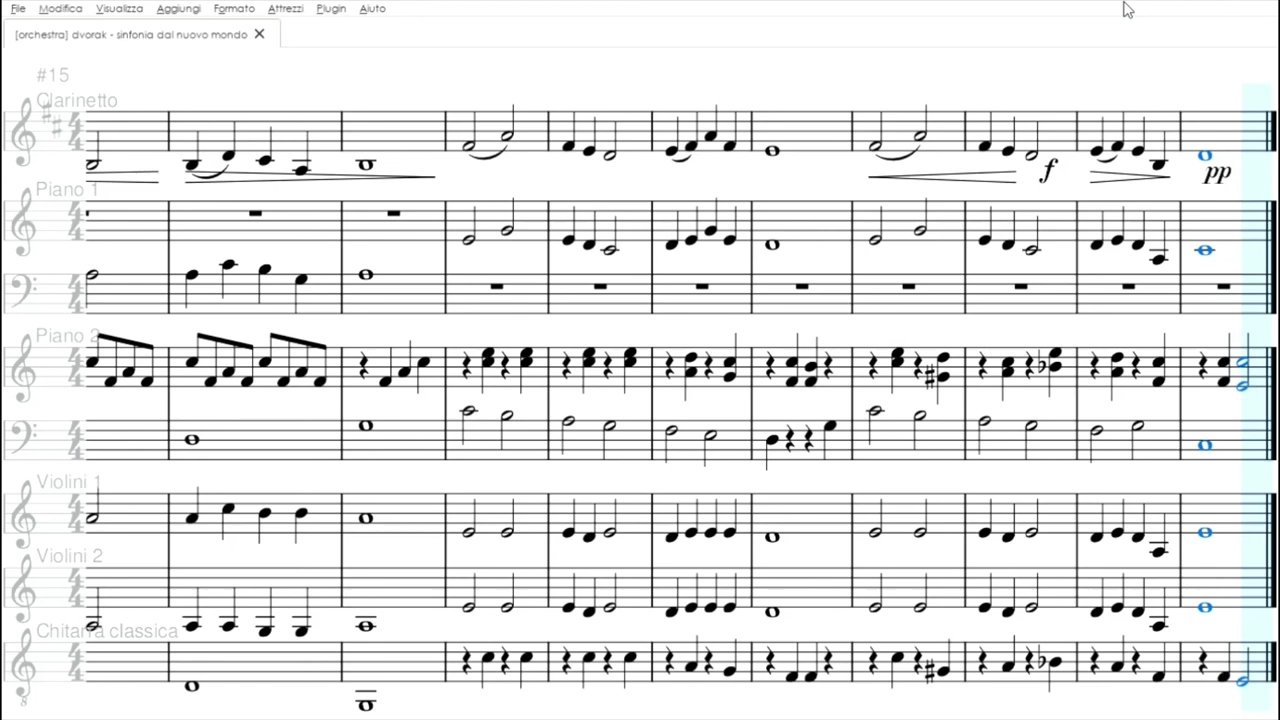 File Modifica Visualizza Aggiungi Formato Attrezzi Plugin Aiuto
[orchestra] dvorak - sinfonia dal nuovo mondo
#15
Clarinetto
f
pp
Piano 1
Piano 2
Violini 1
Violini 2
Chitarra classica
8